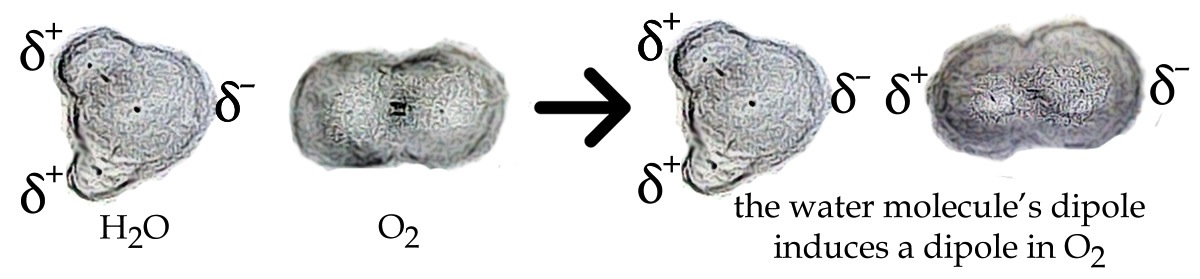 δ⁺
δ⁺
δ⁻
H₂O
O₂
δ⁺
δ⁺
δ⁻
δ⁺
δ⁻
the water molecule’s dipole
induces a dipole in O₂